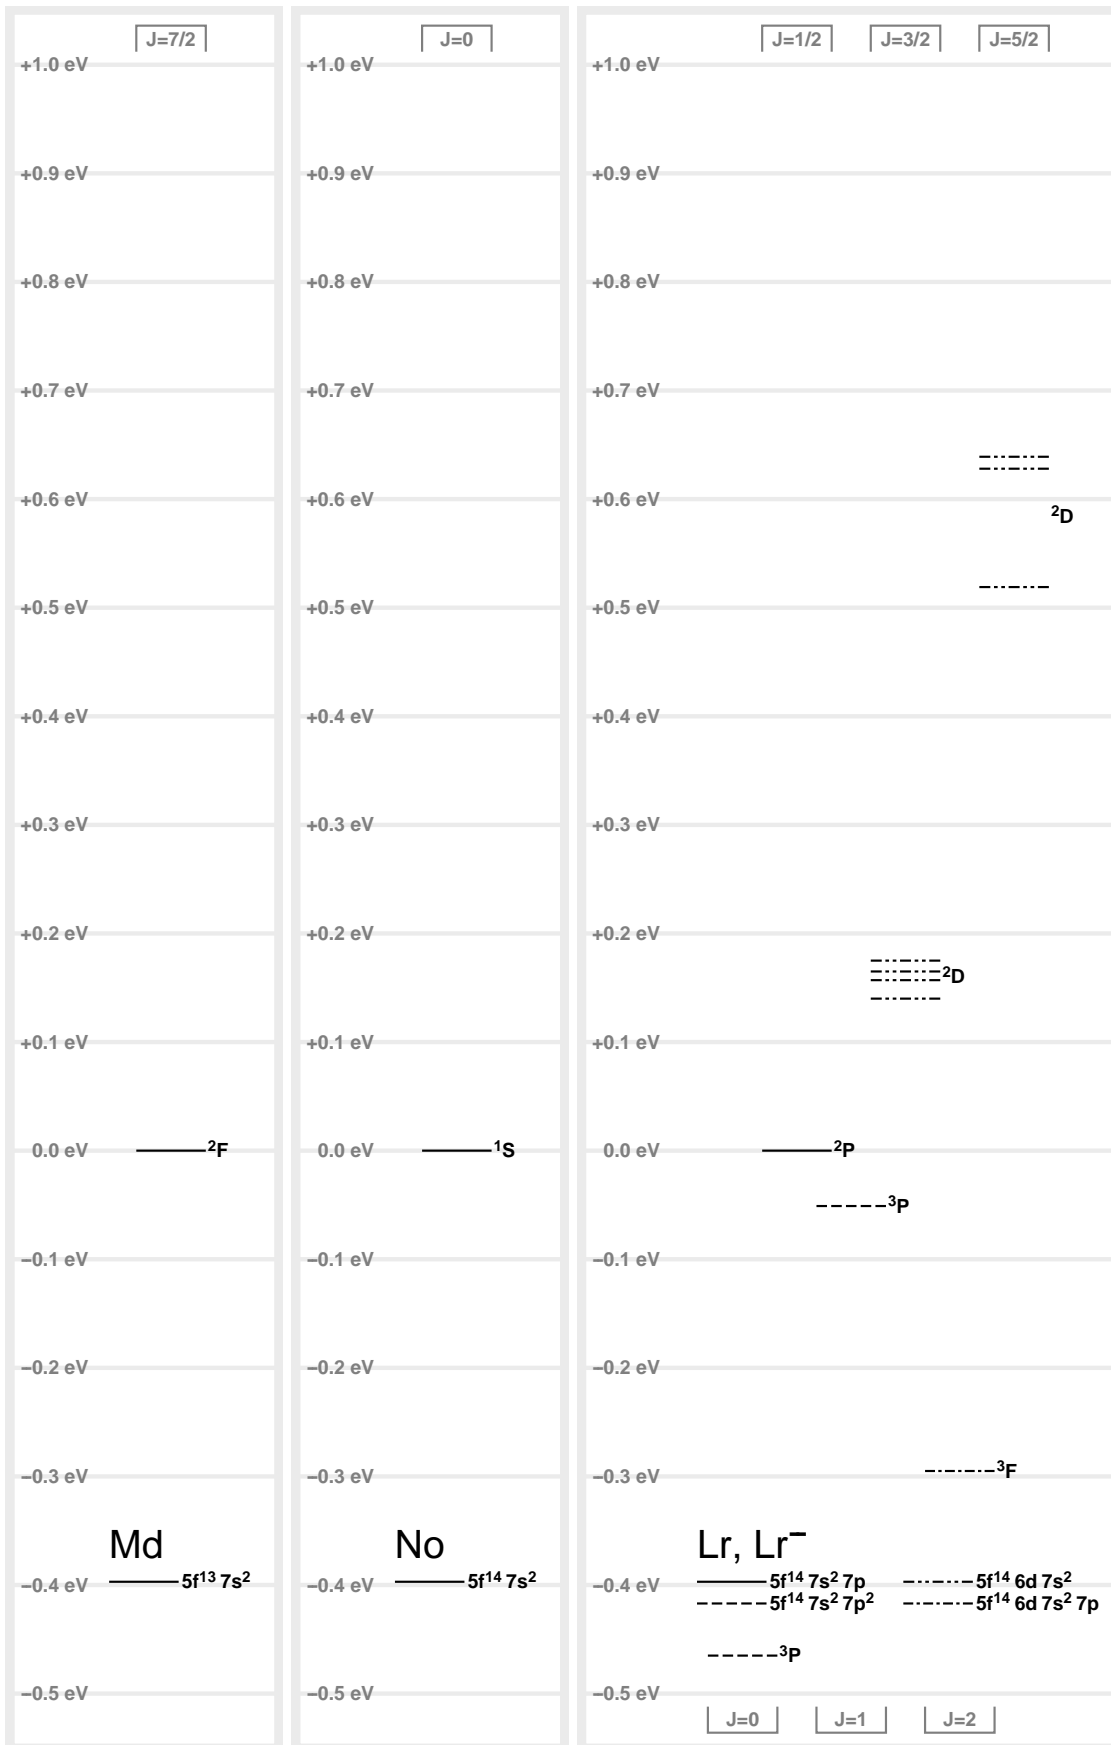 J=7/2 J=0 J=1/2 J=3/2 J=5/2
+1.0 eV +1.0 eV +1.0 eV
+0.9 eV +0.9 eV +0.9 eV
+0.8 eV +0.8 eV +0.8 eV
+0.7 eV +0.7 eV +0.7 eV
+0.6 eV +0.6 eV +0.6 eV
²D
+0.5 eV +0.5 eV +0.5 eV
+0.4 eV +0.4 eV +0.4 eV
+0.3 eV +0.3 eV +0.3 eV
+0.2 eV +0.2 eV +0.2 eV
²D
+0.1 eV +0.1 eV +0.1 eV
0.0 eV ²F 0.0 eV ¹S 0.0 eV ²P
³P
−0.1 eV −0.1 eV −0.1 eV
−0.2 eV −0.2 eV −0.2 eV
−0.3 eV −0.3 eV −0.3 eV ³F
Md No Lr, Lr⁻
−0.4 eV 5f¹³ 7s² −0.4 eV 5f¹⁴ 7s² −0.4 eV 5f¹⁴ 7s² 7p 5f¹⁴ 6d 7s²
5f¹⁴ 7s² 7p² 5f¹⁴ 6d 7s² 7p
³P
−0.5 eV −0.5 eV −0.5 eV
J=0 J=1 J=2